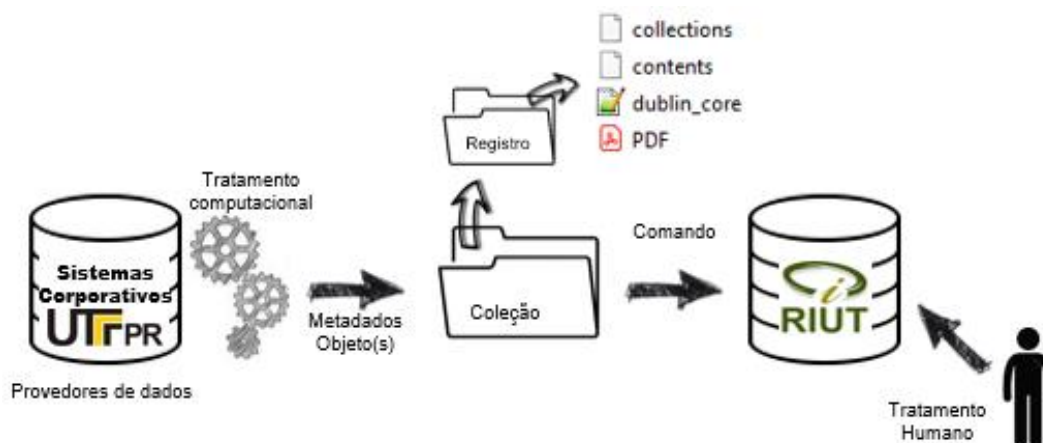 collections
contents
dublin_core
PDF
Registro
Tratamento
computacional
Sistemas
Corporativos
UTFPR
Provedores de dados
Metadados
Objeto(s)
Coleção
Comando
i
RIUT
Tratamento
Humano